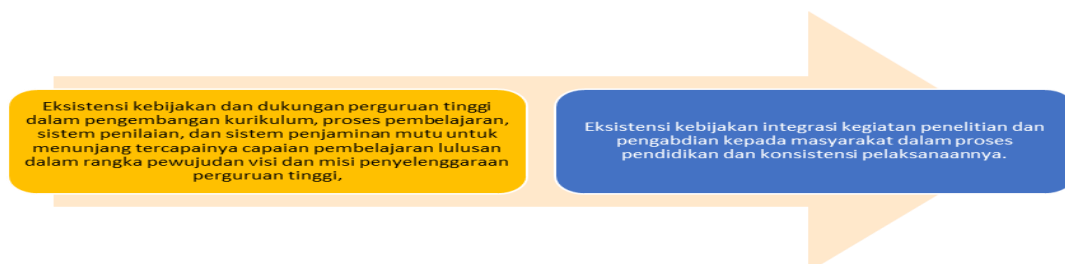 Eksistensi kebijakan dan dukungan perguruan tinggi
dalam pengembangan kurikulum, proses pembelajaran,
sistem penilaian, dan sistem penjaminan mutu untuk
menunjang tercapainya capaian pembelajaran lulusan
dalam rangka pewujudan visi dan misi penyelenggaraan
perguruan tinggi,
Eksistensi kebijakan integrasi kegiatan penelitian dan
pengabdian kepada masyarakat dalam proses
pendidikan dan konsistensi pelaksanaannya.